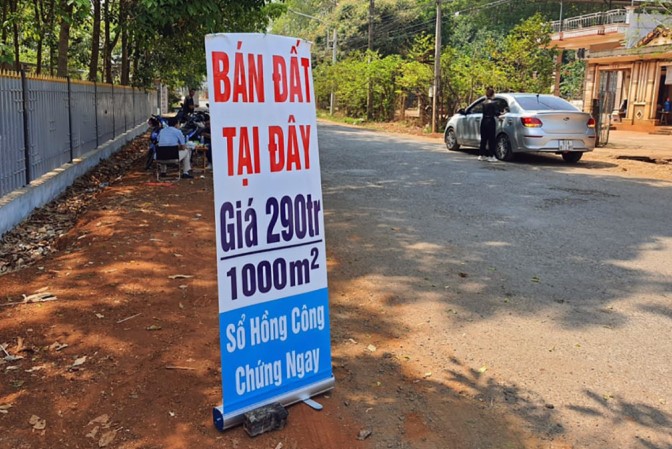 BÁN ĐẤT
TẠI ĐÂY
Giá 290tr
1000m²
Sổ Hồng Công
Chứng Ngay